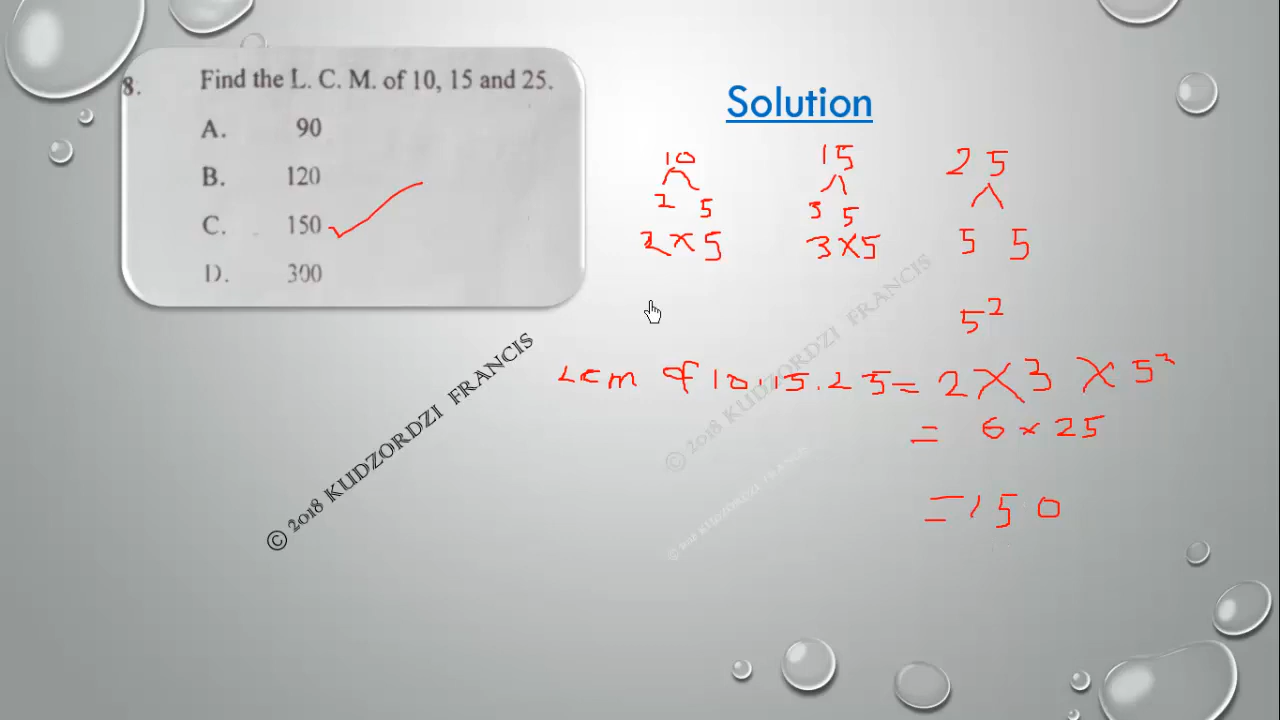 8. Find the L. C. M. of 10, 15 and 25.
A. 90
B. 120
C. 150
D. 300
Solution
10 15 25
2 5 3 5 5 5
2 × 5 3 × 5
5²
LCM of 10, 15, 25 = 2 × 3 × 5²
= 6 × 25
= 150
© 2018 KUDZORDZI FRANCIS
© 2018 KUDZORDZI FRANCIS
© 2018 KUDZORDZI FRANCIS